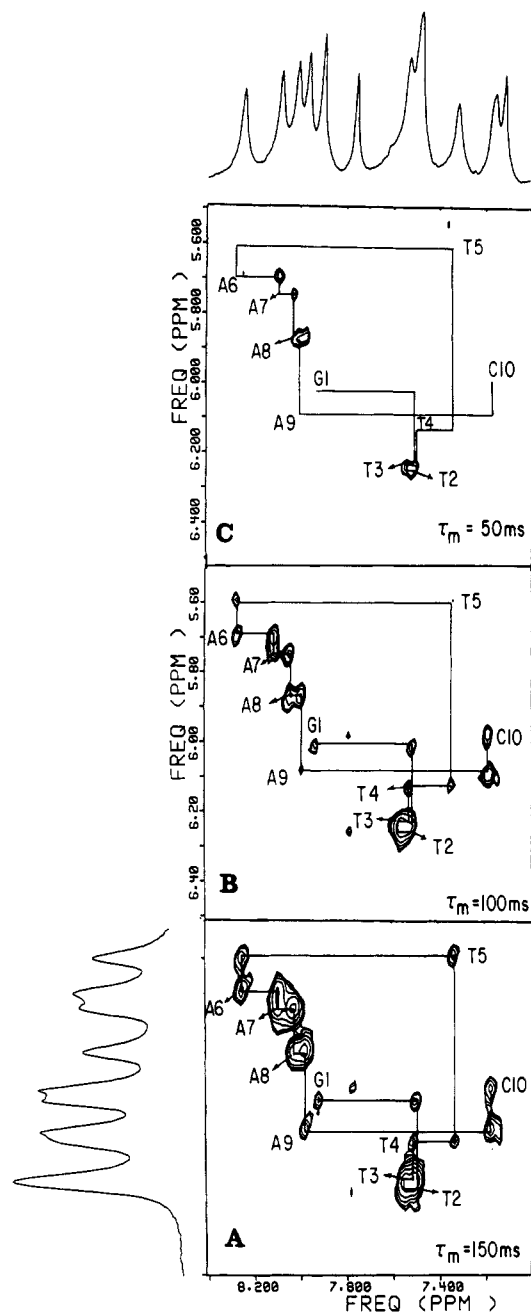 5.600
T5
A6
5.800
A7
A8
FREQ (PPM)
G1
C10
6.000
A9
T4
6.200
T3
T2
6.400
C
τm = 50ms
5.60
T5
A6
5.80
A7
A8
FREQ (PPM)
G1
C10
6.00
A9
T4
6.20
T3
T2
6.40
B
τm = 100ms
T5
A6
A7
A8
G1
C10
A9
T4
T3
T2
A
τm = 150ms
8.200
7.800
7.400
FREQ (PPM)